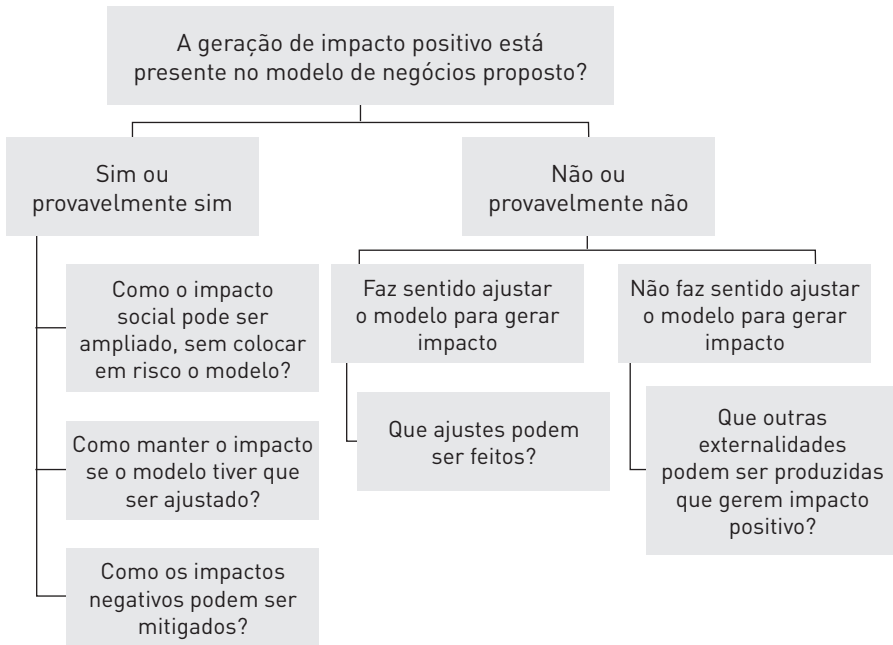 A geração de impacto positivo está
presente no modelo de negócios proposto?
Sim ou
provavelmente sim
Como o impacto
social pode ser
ampliado, sem colocar
em risco o modelo?
Como manter o impacto
se o modelo tiver que
ser ajustado?
Como os impactos
negativos podem ser
mitigados?
Não ou
provavelmente não
Faz sentido ajustar
o modelo para gerar
impacto
Que ajustes podem
ser feitos?
Não faz sentido ajustar
o modelo para gerar
impacto
Que outras
externalidades
podem ser produzidas
que gerem impacto
positivo?